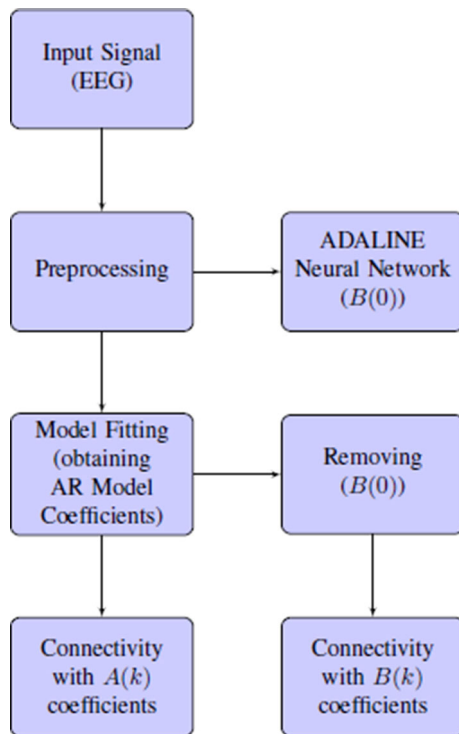 Input Signal
(EEG)
Preprocessing
ADALINE
Neural Network
(B(0))
Model Fitting
(obtaining
AR Model
Coefficients)
Removing
(B(0))
Connectivity
with A(k)
coefficients
Connectivity
with B(k)
coefficients